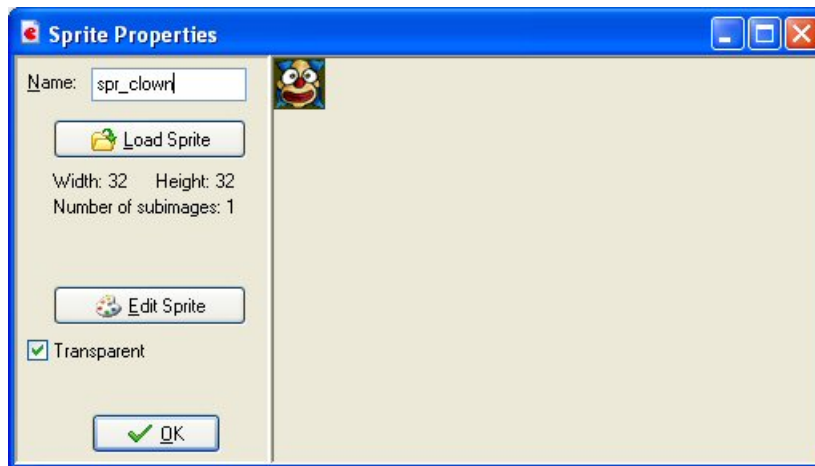 Sprite Properties
Name: spr_clown
Load Sprite
Width: 32 Height: 32
Number of subimages: 1
Edit Sprite
Transparent
OK